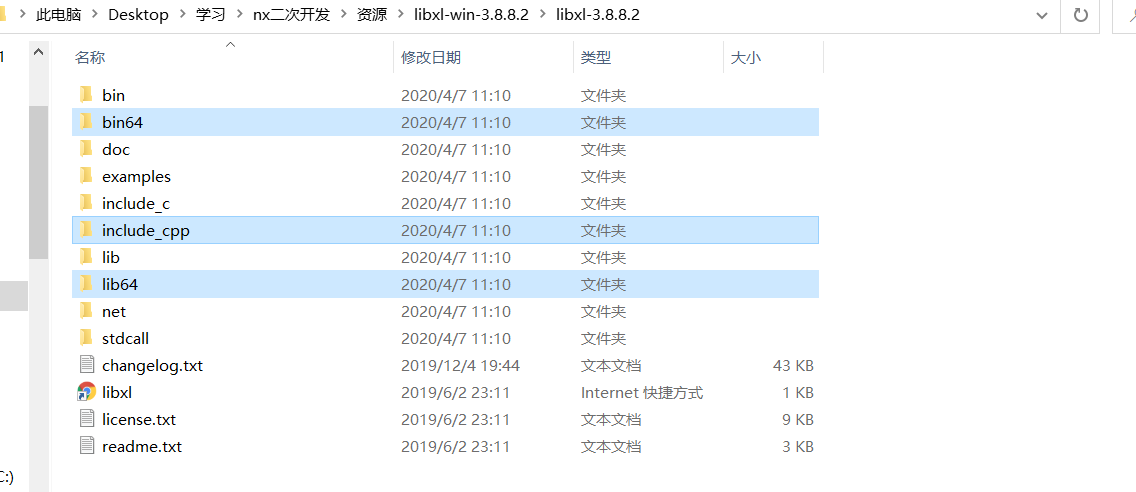 此电脑 > Desktop > 学习 > nx二次开发 > 资源 > libxl-win-3.8.8.2 > libxl-3.8.8.2
1
名称 修改日期 类型 大小
bin 2020/4/7 11:10 文件夹
bin64 2020/4/7 11:10 文件夹
doc 2020/4/7 11:10 文件夹
examples 2020/4/7 11:10 文件夹
include_c 2020/4/7 11:10 文件夹
include_cpp 2020/4/7 11:10 文件夹
lib 2020/4/7 11:10 文件夹
lib64 2020/4/7 11:10 文件夹
net 2020/4/7 11:10 文件夹
stdcall 2020/4/7 11:10 文件夹
changelog.txt 2019/12/4 19:44 文本文档 43 KB
libxl 2019/6/2 23:11 Internet 快捷方式 1 KB
license.txt 2019/6/2 23:11 文本文档 9 KB
readme.txt 2019/6/2 23:11 文本文档 3 KB
C:)